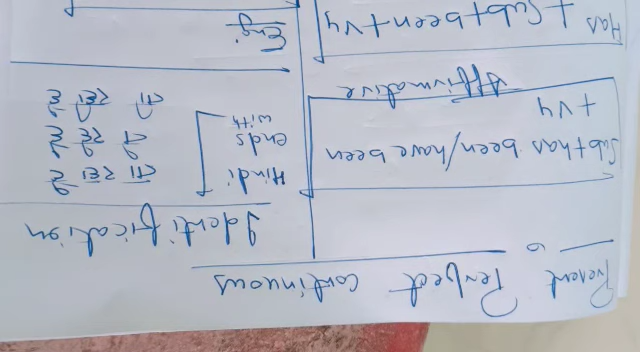 Present Perfect continuous
Identification
Sub+has been/have been
+ V4
Hindi
ends
with
ता रहा है
ते रहे है
ती रही है
Affirmative
Eng
Has + Sub+been+V4